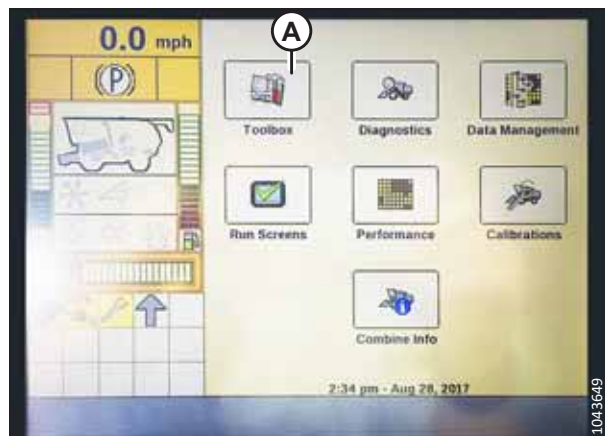 0.0 mph
A
(P)
Toolbox
Diagnostics
Data Management
Run Screens
Performance
Calibrations
Combine Info
2:34 pm - Aug 28, 2017
1043649